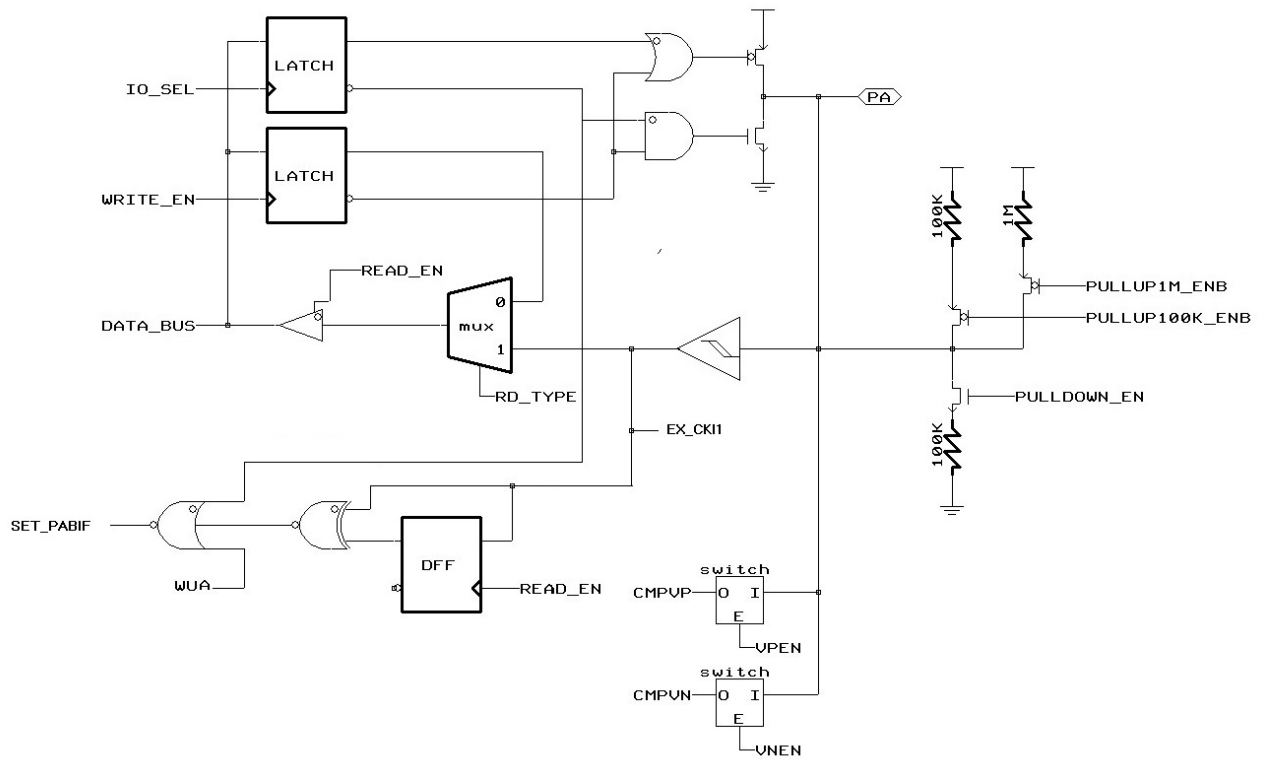 LATCH
IO_SEL
PA
LATCH
WRITE_EN
100K
1M
READ_EN
PULLUP1M_ENB
0
PULLUP100K_ENB
DATA_BUS
mux
1
RD_TYPE
PULLDOWN_EN
EX_CKI1
100K
SET_PABIF
DFF
WUA
READ_EN
switch
CMPVP
O I
E
VPEN
switch
CMPVN
O I
E
VNEN